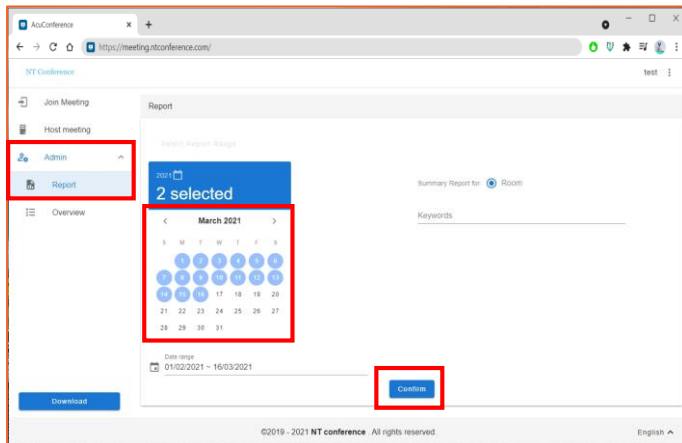 AcuConference
https://meeting.ntconference.com/
NT Conference
test
Join Meeting
Host meeting
Admin
Report
Overview
Download
Report
Select Report Range
2021
2 selected
March 2021
S M T W T F S
1 2 3 4 5 6
7 8 9 10 11 12 13
14 15 16 17 18 19 20
21 22 23 24 25 26 27
28 29 30 31
Date range
01/02/2021 ~ 16/03/2021
Summary Report for: Room
Keywords
Confirm
©2019 - 2021 NT conference. All rights reserved.
English